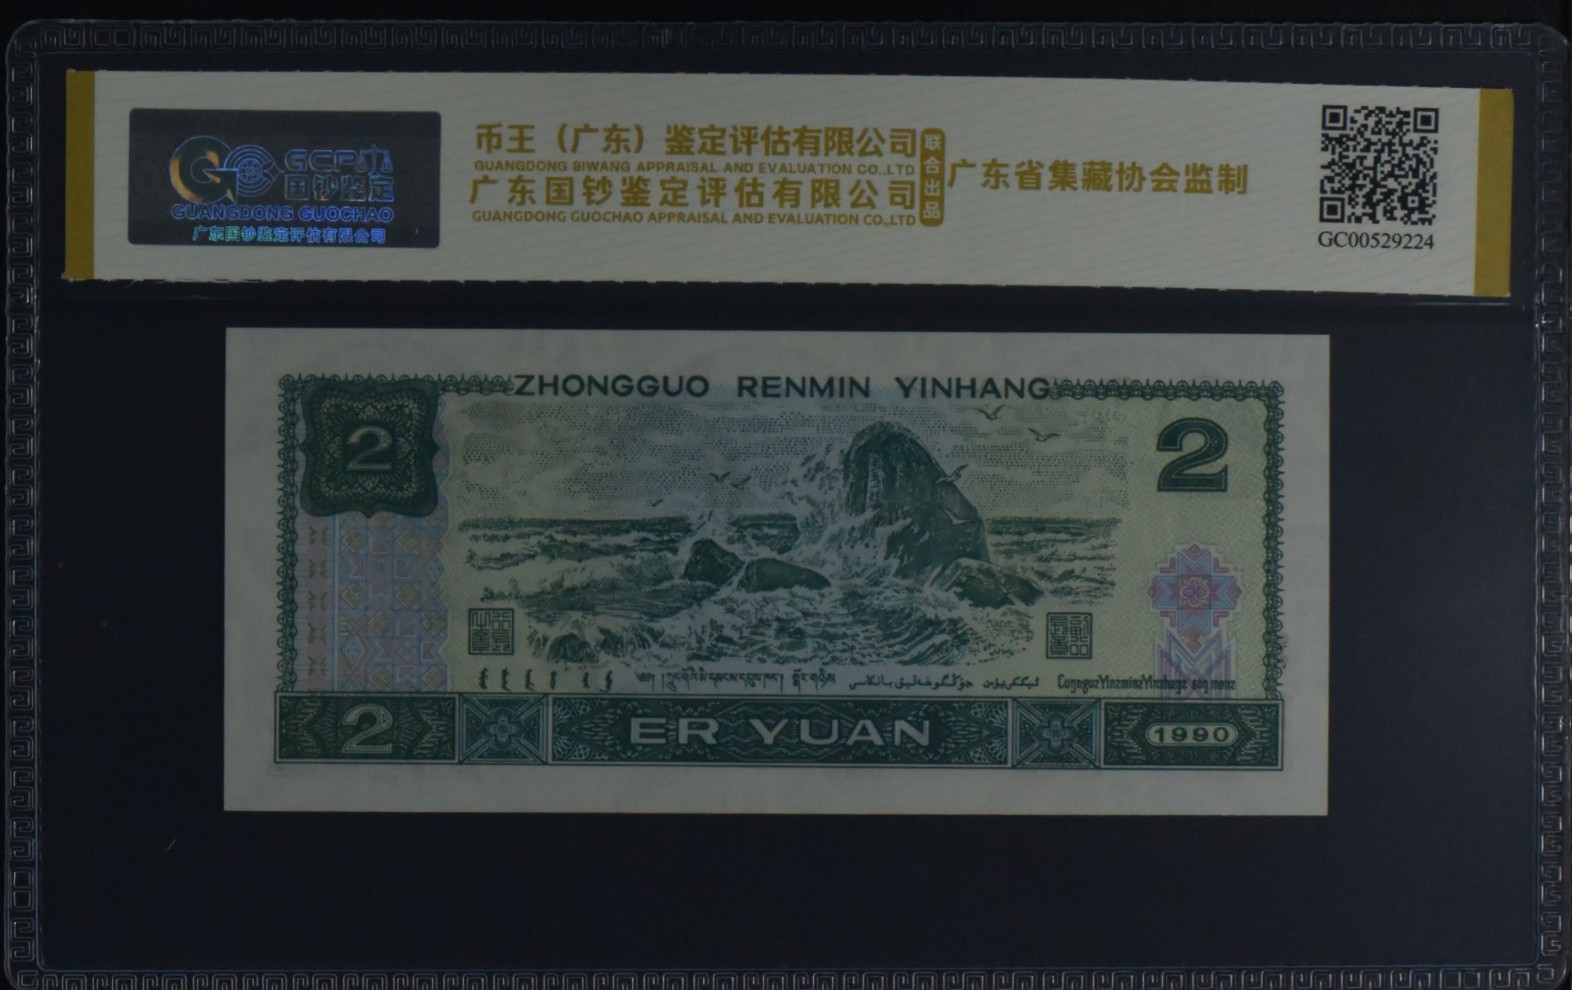 GCP
国钞鉴定
GUANGDONG GUOCHAO
广东国钞鉴定评估有限公司
币王（广东）鉴定评估有限公司
GUANGDONG BIWANG APPRAISAL AND EVALUATION CO.,LTD
广东国钞鉴定评估有限公司
GUANGDONG GUOCHAO APPRAISAL AND EVALUATION CO.,LTD
联合出品
广东省集藏协会监制
GC00529224
ZHONGGUO RENMIN YINHANG
2
2
2
ER YUAN
1990